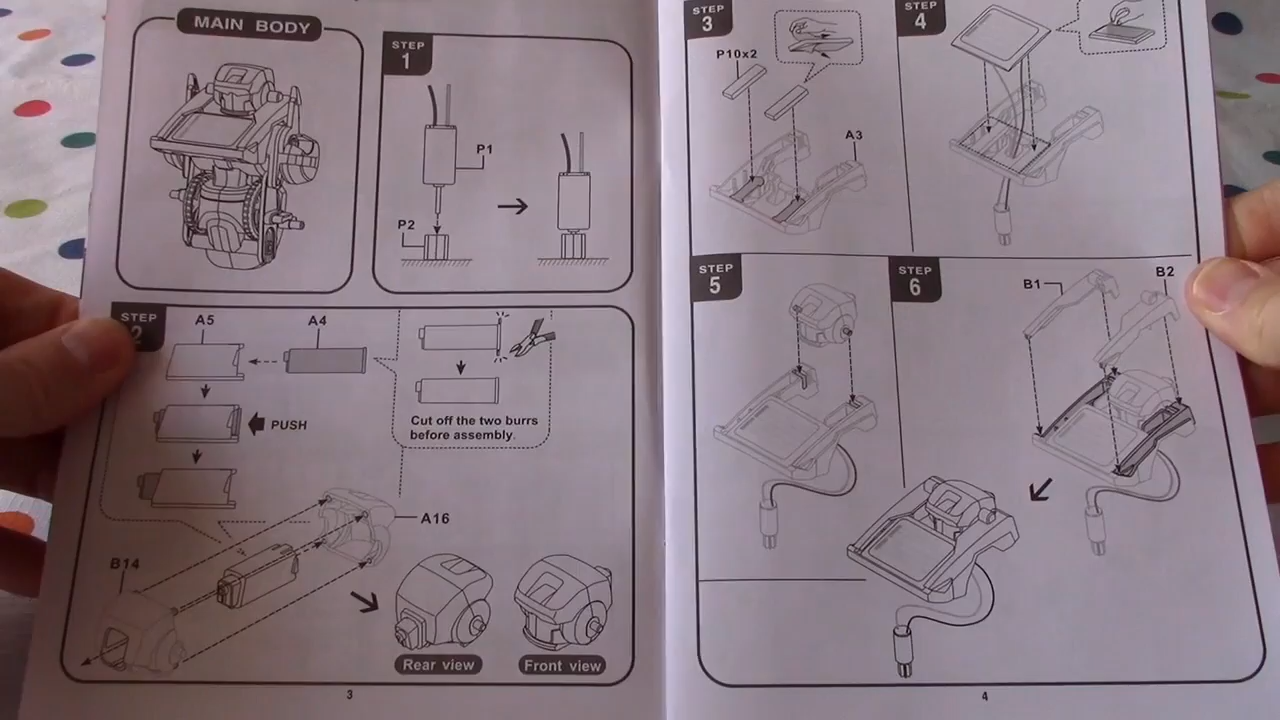 MAIN BODY
STEP
1
P1
P2
STEP
2
A5
A4
PUSH
Cut off the two burrs
before assembly.
A16
B14
Rear view
Front view
3
STEP
3
P10x2
A3
STEP
4
STEP
5
STEP
6
B1
B2
4